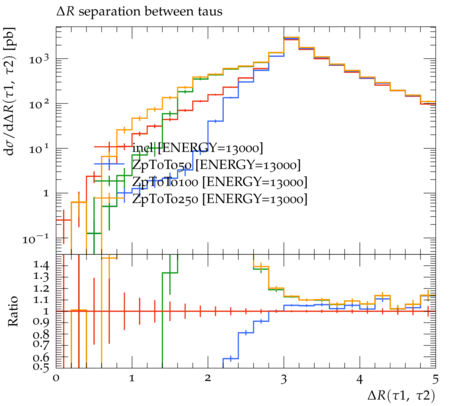 ΔR separation between taus
dσ/dΔR(τ1, τ2) [pb]
10³
10²
10¹
1
10⁻¹
incl [ENERGY=13000]
ZpToTo50 [ENERGY=13000]
ZpToTo100 [ENERGY=13000]
ZpToTo250 [ENERGY=13000]
Ratio
1.4
1.3
1.2
1.1
1
0.9
0.8
0.7
0.6
0.5
0 1 2 3 4 5
ΔR(τ1, τ2)